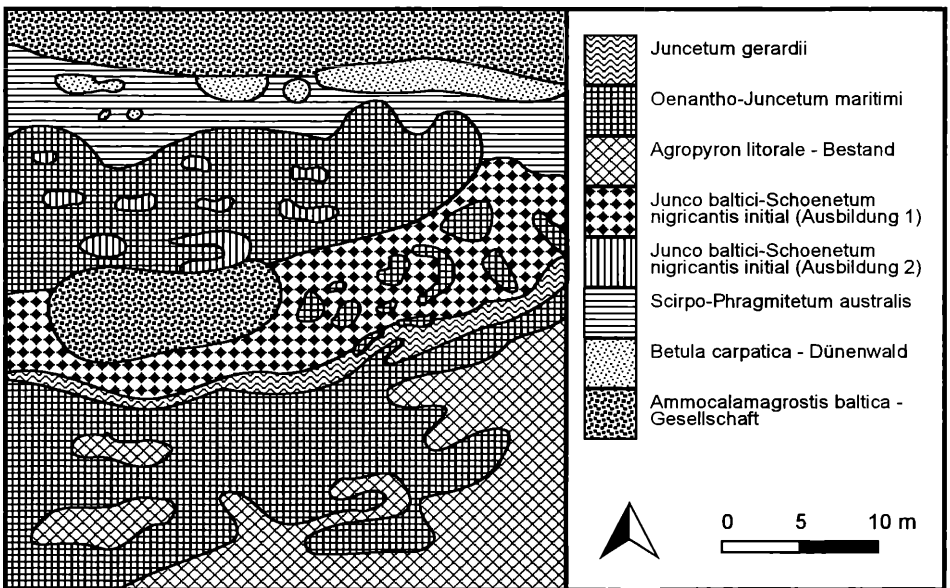 Juncetum gerardii
Oenantho-Juncetum maritimi
Agropyron litorale - Bestand
Junco baltici-Schoenetum
nigricantis initial (Ausbildung 1)
Junco baltici-Schoenetum
nigricantis initial (Ausbildung 2)
Scirpo-Phragmitetum australis
Betula carpatica - Dünenwald
Ammocalamagrostis baltica -
Gesellschaft
0 5 10 m